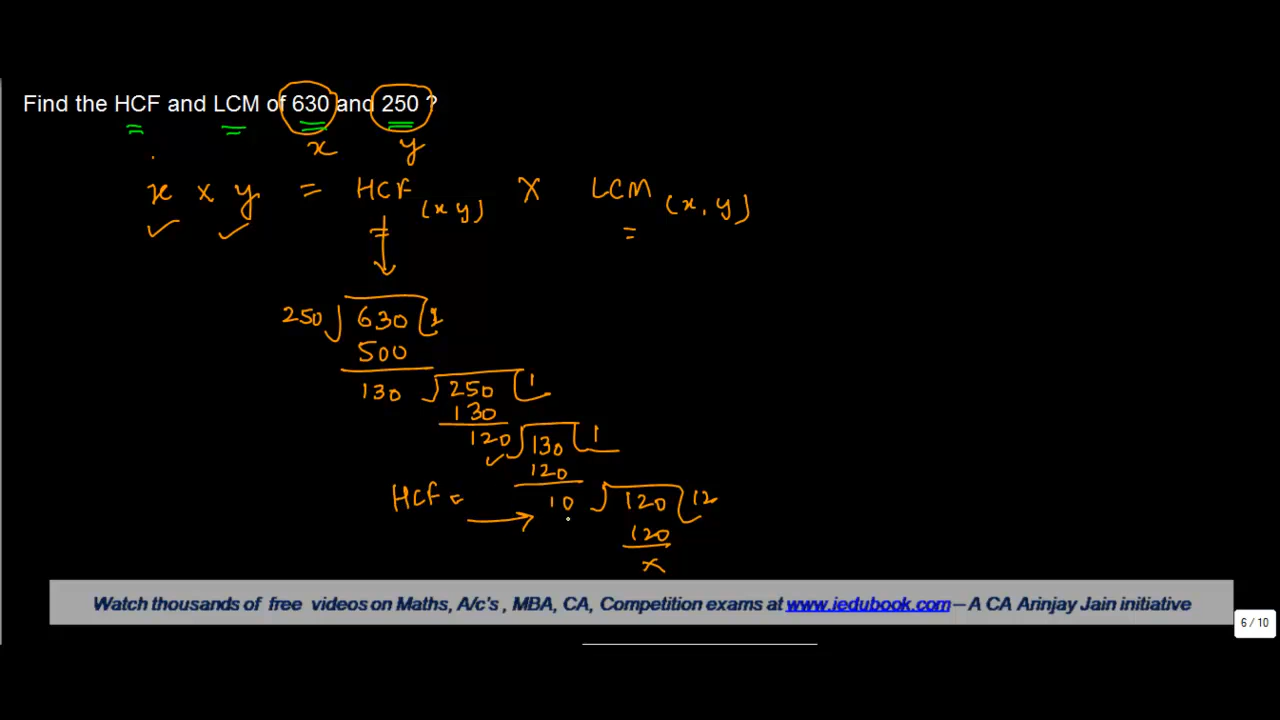 Find the HCF and LCM of 630 and 250 ?
x y
x x y = HCF (x y) X LCM (x, y)
=
250 630 1
500
130 250 1
130
120 130 1
120
HCF = 10 120 12
120
x
Watch thousands of free videos on Maths, A/c's , MBA, CA, Competition exams at www.iedubook.com – A CA Arinjay Jain initiative
6 / 10